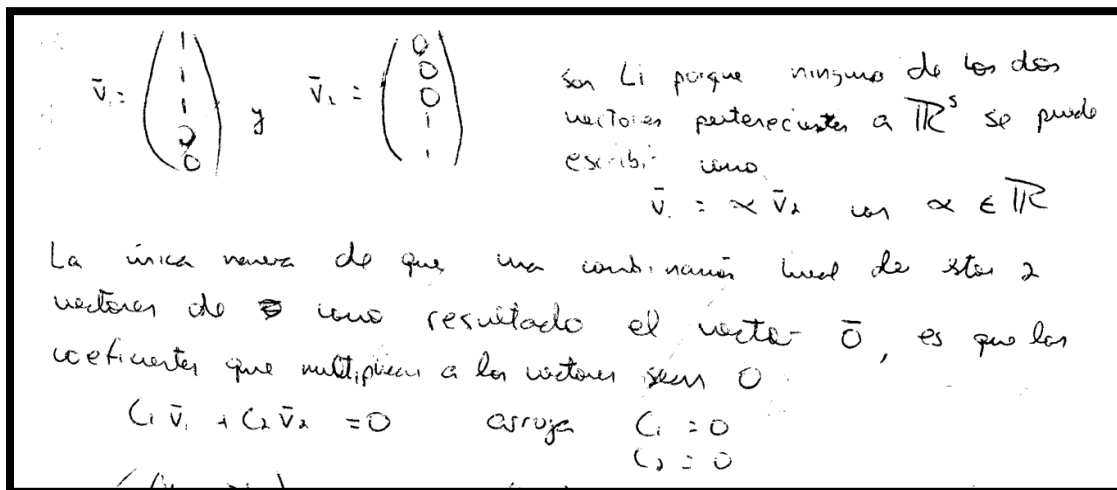 v̄₁ = (1 1 1 0 0) y v̄₂ = (0 0 0 1 1)
son Li porque ninguno de los dos
vectores pertenecientes a ℝ⁵ se puede
escribir como
v̄₁ = α v̄₂ con α ∈ ℝ
La única manera de que una combinación lineal de estos 2
vectores de como resultado el vector 0̄, es que los
coeficientes que multiplican a los vectores sean 0
C₁ v̄₁ + C₂ v̄₂ = 0 arroja C₁ = 0
C₂ = 0